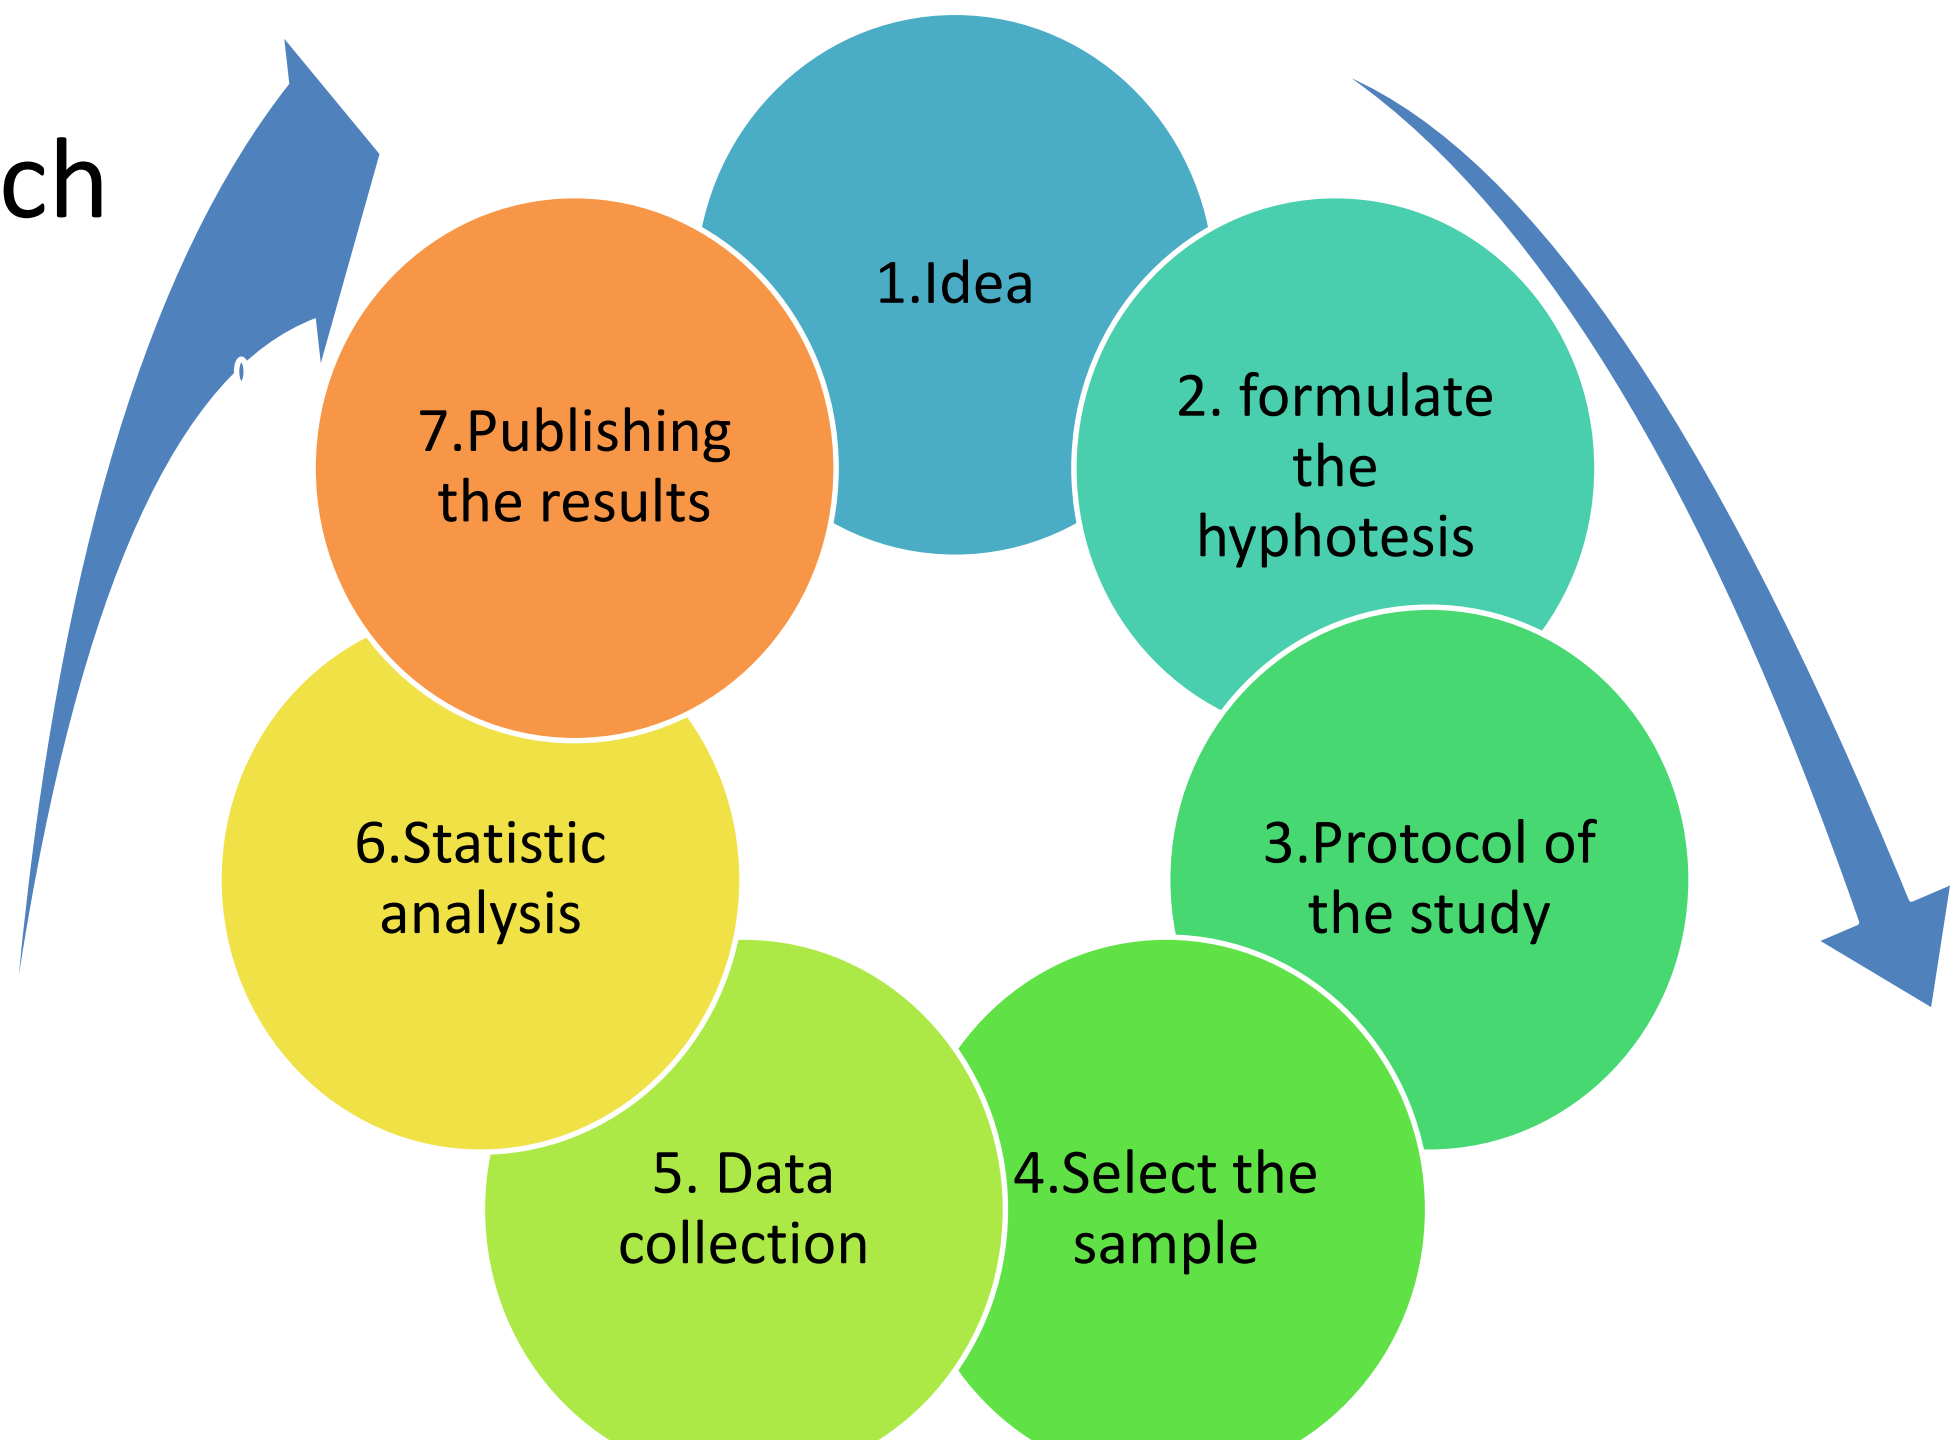 ch
1.Idea
2. formulate
the
hyphotesis
3.Protocol of
the study
4.Select the
sample
5. Data
collection
6.Statistic
analysis
7.Publishing
the results